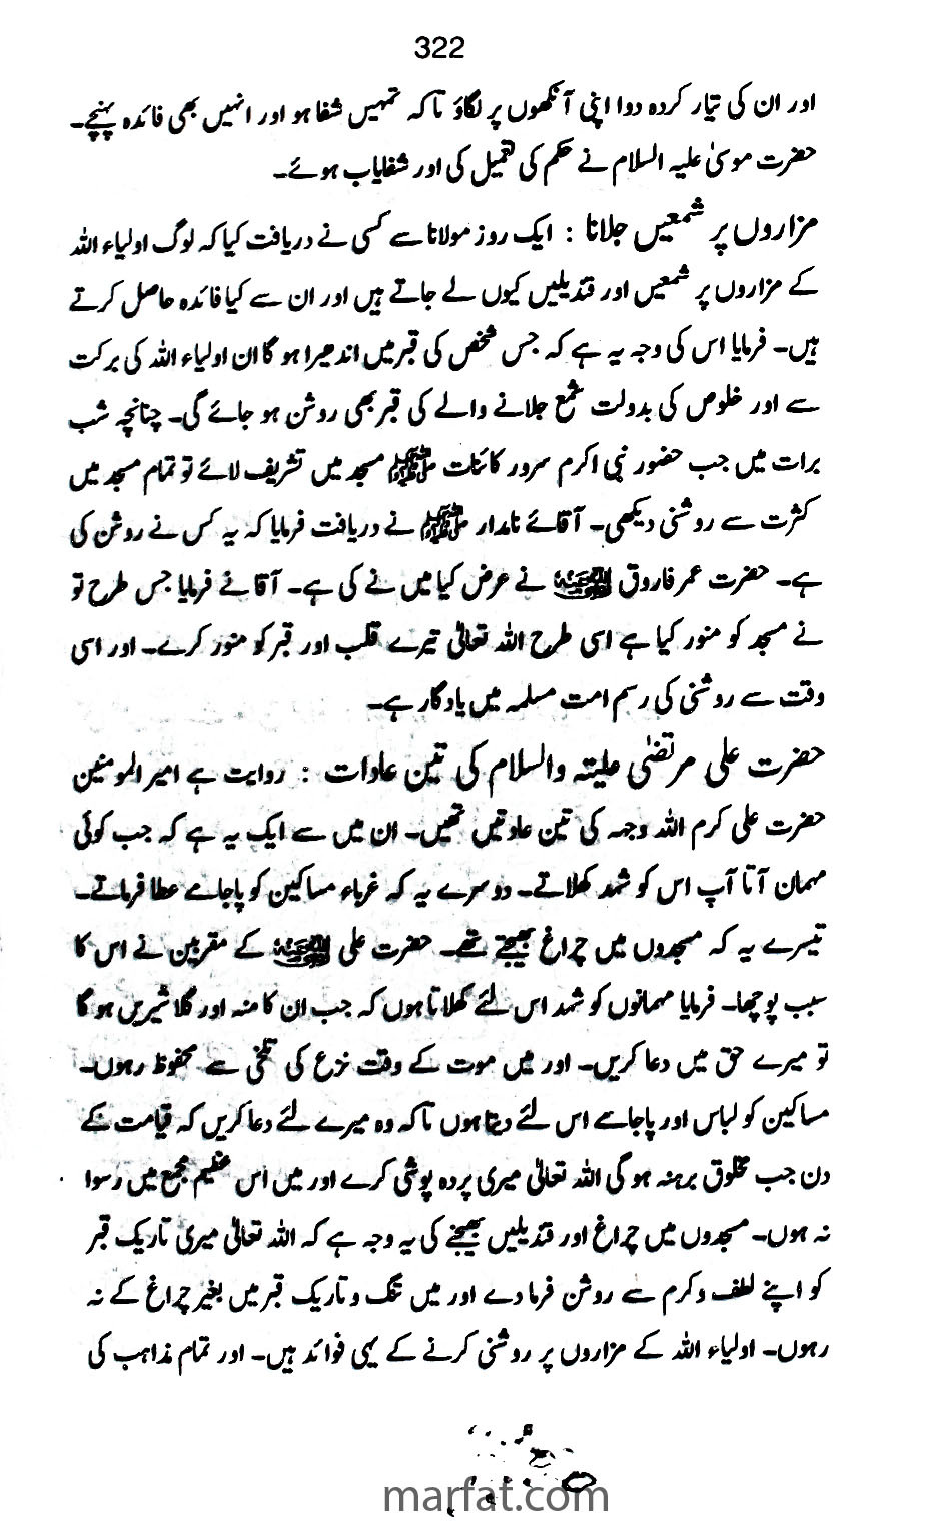 322
اور ان کی تیار کردہ دوا اپنی آنکھوں پر لگاؤ تاکہ تمہیں شفا ہو اور انہیں بھی فائدہ پہنچے۔
حضرت موسیٰ علیہ السلام نے حکم کی تعمیل کی اور شفایاب ہوئے۔
مزاروں پر شمعیں جلانا : ایک روز مولانا سے کسی نے دریافت کیا کہ لوگ اولیاء اللہ
کے مزاروں پر شمعیں اور قندیلیں کیوں لے جاتے ہیں اور ان سے کیا فائدہ حاصل کرتے
ہیں۔ فرمایا اس کی وجہ یہ ہے کہ جس شخص کی قبر میں اندھیرا ہو گا ان اولیاء اللہ کی برکت
سے اور خلوص کی بدولت شمع جلانے والے کی قبر بھی روشن ہو جائے گی۔ چنانچہ شب
برات میں جب حضور نبی اکرم سرور کائنات ﷺ مسجد میں تشریف لائے تو تمام مسجد میں
کثرت سے روشنی دیکھی۔ آقائے نامدار ﷺ نے دریافت فرمایا کہ یہ کس نے روشن کی
ہے۔ حضرت عمر فاروق رضی اللہ عنہ نے عرض کیا میں نے کی ہے۔ آقا نے فرمایا جس طرح تو
نے مسجد کو منور کیا ہے اسی طرح اللہ تعالیٰ تیرے قلب اور قبر کو منور کرے۔ اور اسی
وقت سے روشنی کی رسم امت مسلمہ میں یادگار ہے۔
حضرت علی مرتضیٰ علیتہ والسلام کی تین عادات : روایت ہے امیر المومنین
حضرت علی کرم اللہ وجہہ کی تین عادتیں تھیں۔ ان میں سے ایک یہ ہے کہ جب کوئی
مہمان آتا آپ اس کو شہد کھلاتے۔ دوسرے یہ کہ غرباء مساکین کو پاجامے عطا فرماتے۔
تیسرے یہ کہ مسجدوں میں چراغ بھیجتے تھے۔ حضرت علی رضی اللہ عنہ کے مقربین نے اس کا
سبب پوچھا۔ فرمایا مہمانوں کو شہد اس لئے کھلاتا ہوں کہ جب ان کا منہ اور گلا شیریں ہو گا
تو میرے حق میں دعا کریں۔ اور میں موت کے وقت نزع کی تلخی سے محفوظ رہوں۔
مساکین کو لباس اور پاجامے اس لئے دیتا ہوں تاکہ وہ میرے لئے دعا کریں کہ قیامت کے
دن جب مخلوق برہنہ ہو گی اللہ تعالیٰ میری پردہ پوشی کرے اور میں اس عظیم مجمع میں رسوا
نہ ہوں۔ مسجدوں میں چراغ اور قندیلیں بھیجنے کی یہ وجہ ہے کہ اللہ تعالیٰ میری تاریک قبر
کو اپنے لطف و کرم سے روشن فرما دے اور میں تنگ و تاریک قبر میں بغیر چراغ کے نہ
رہوں۔ اولیاء اللہ کے مزاروں پر روشنی کرنے کے یہی فوائد ہیں۔ اور تمام مذاہب کی
marfat.com